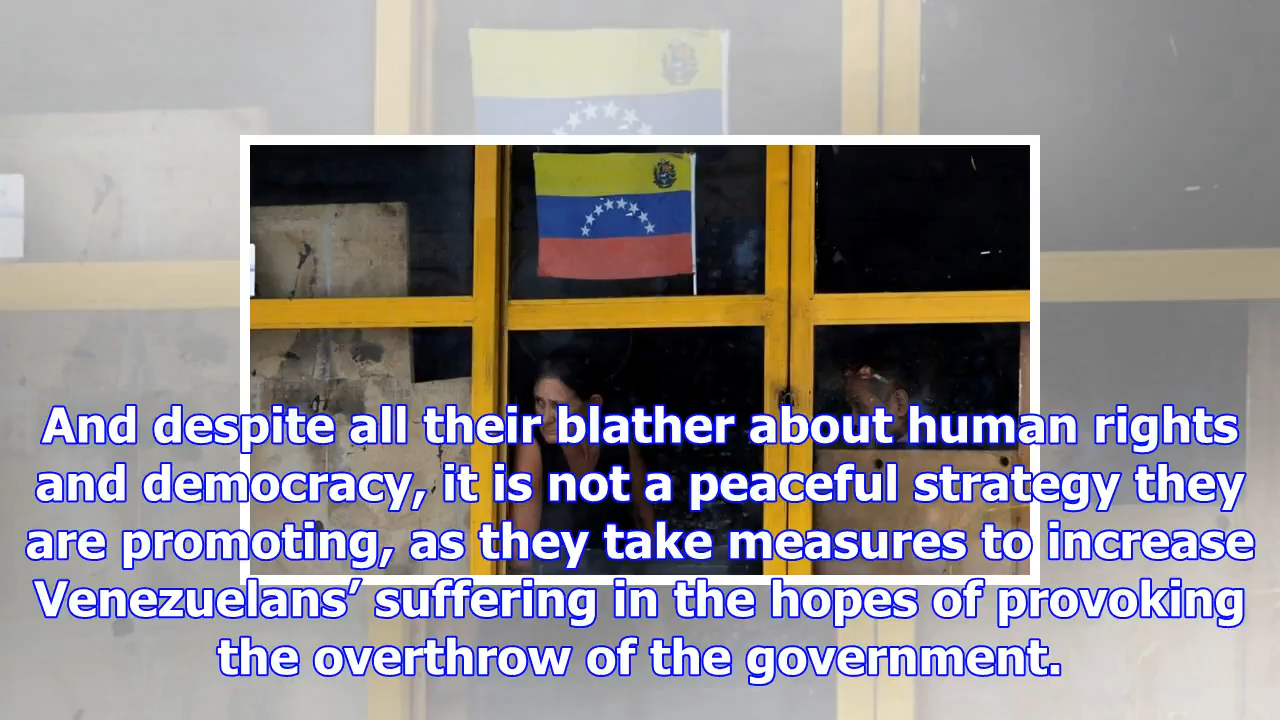 And despite all their blather about human rights
and democracy, it is not a peaceful strategy they
are promoting, as they take measures to increase
Venezuelans’ suffering in the hopes of provoking
the overthrow of the government.